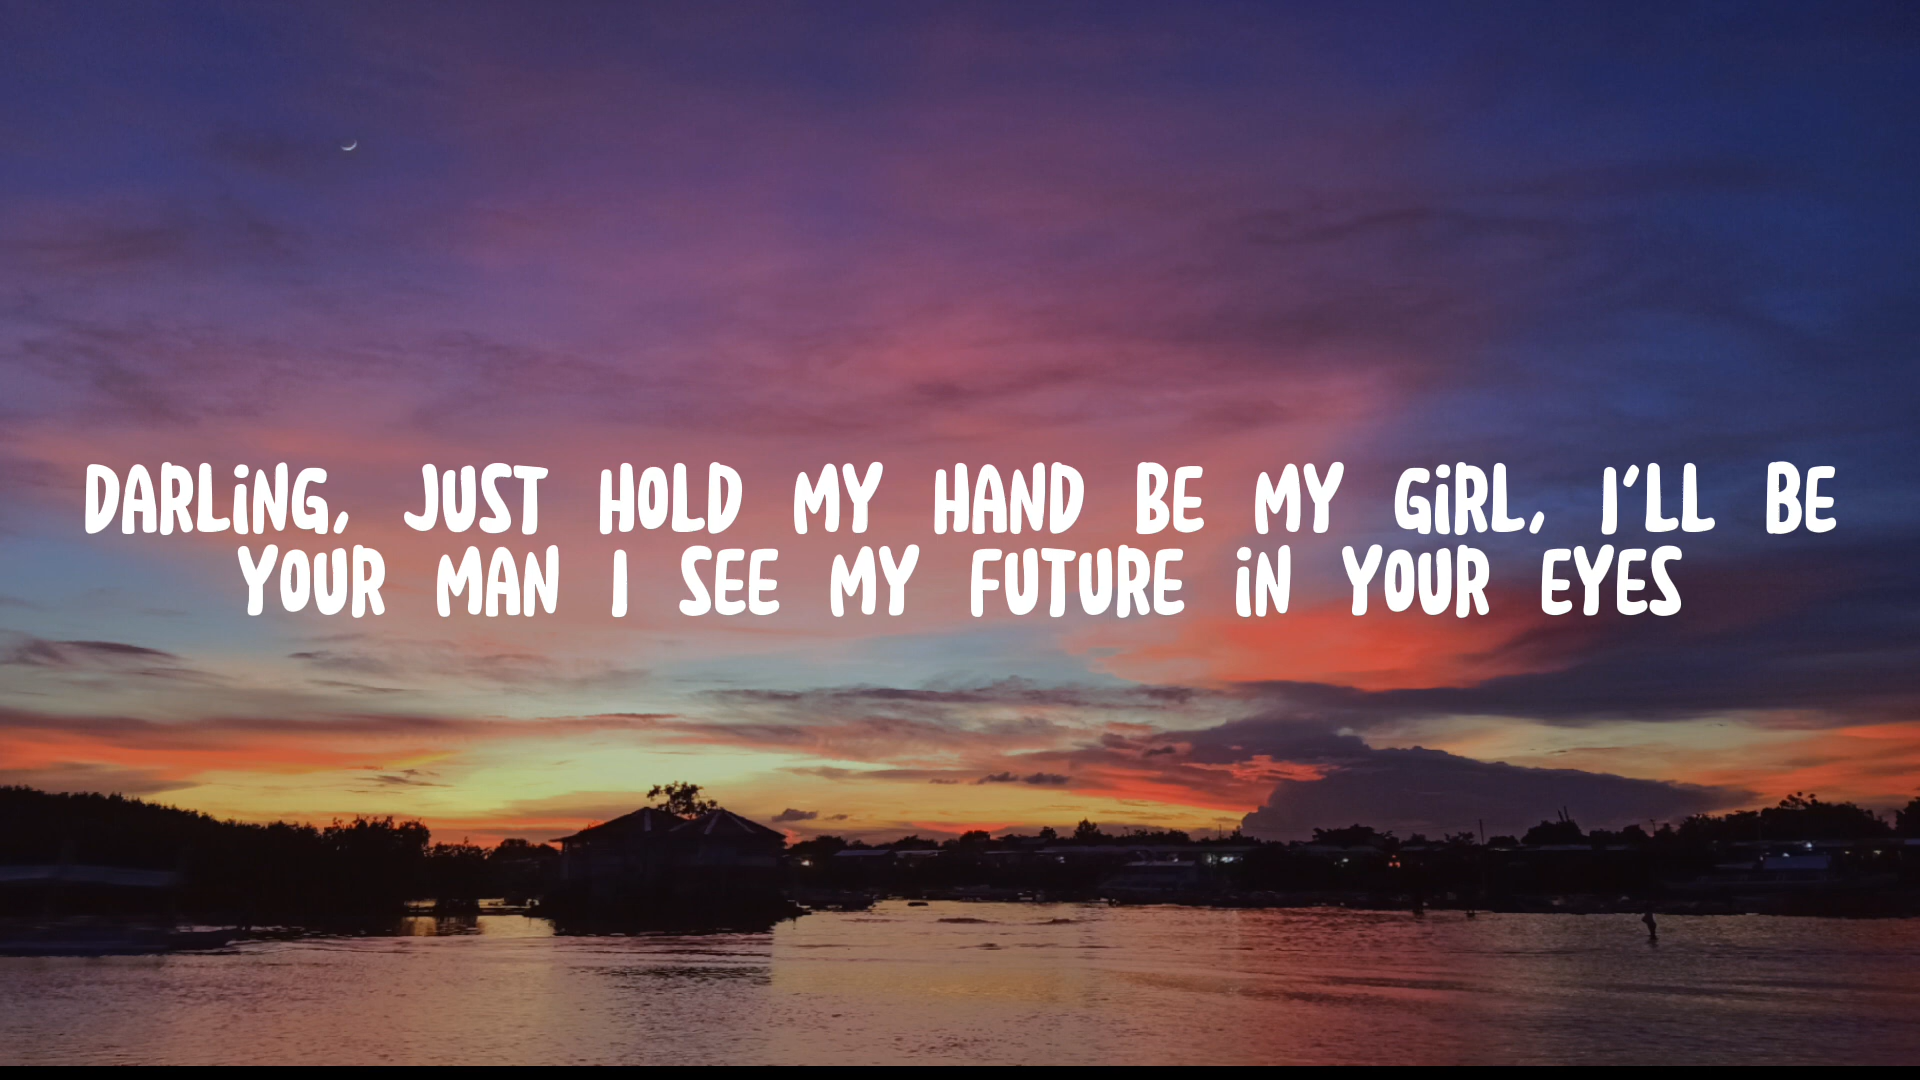 DARLiNG, JUST HOLD MY HAND BE MY GiRL, I'LL BE
YOUR MAN I SEE MY FUTURE iN YOUR EYES